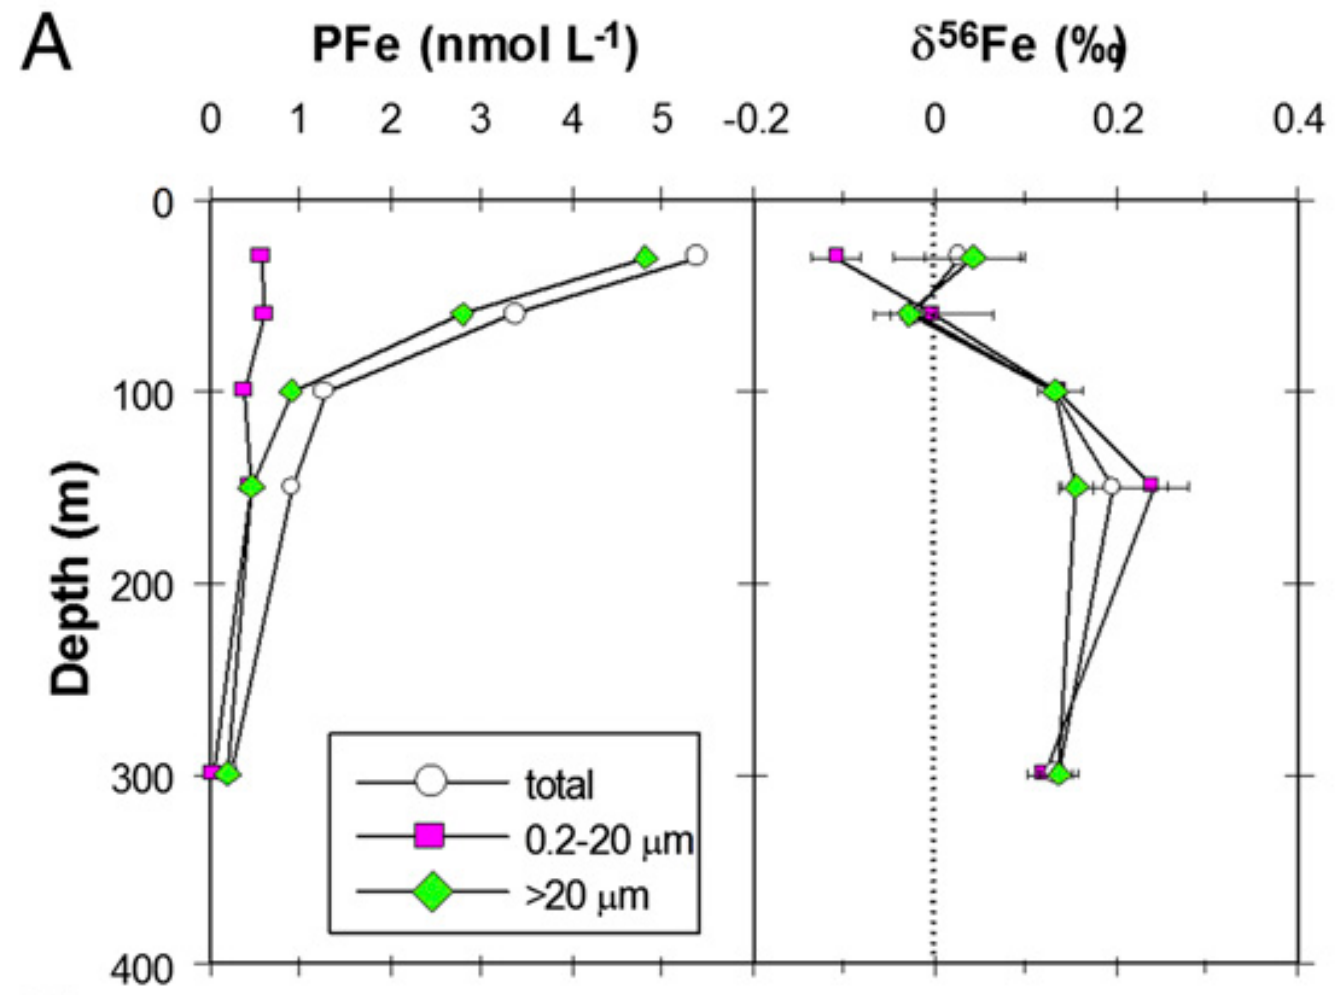 A
PFe (nmol L-1)
δ56Fe (‰)
0 1 2 3 4 5 -0.2 0 0.2 0.4
0
100
200
300
400
Depth (m)
total
0.2-20 μm
>20 μm